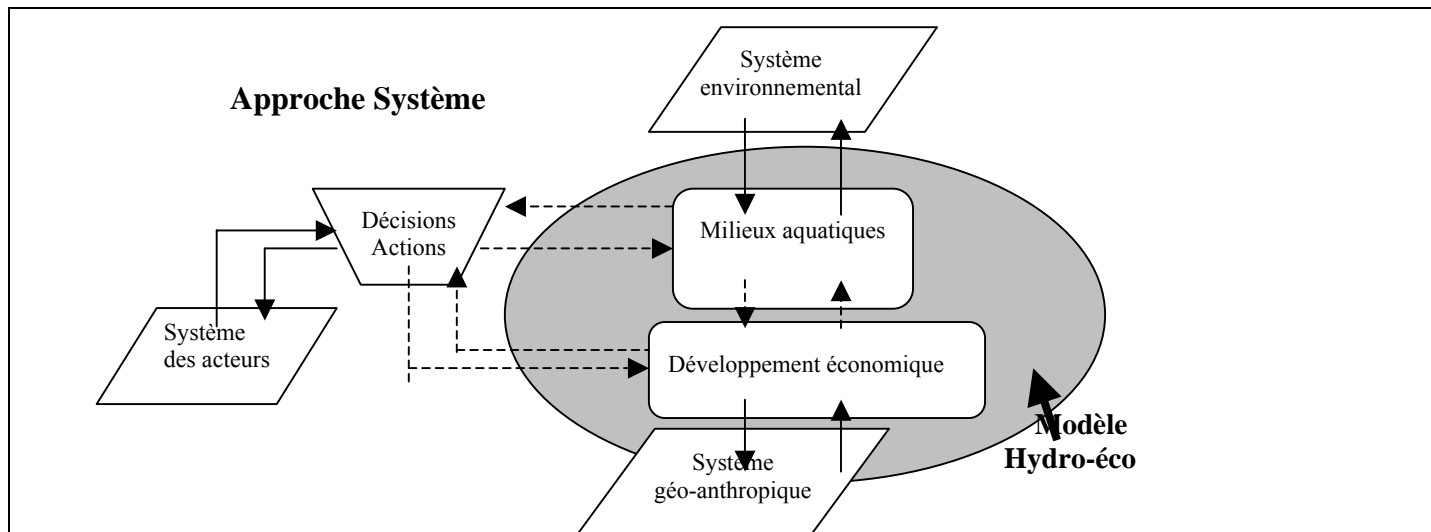 Système
environnemental
Approche Système
Décisions
Actions
Milieux aquatiques
Système
des acteurs
Développement économique
Modèle
Hydro-éco
Système
géo-anthropique